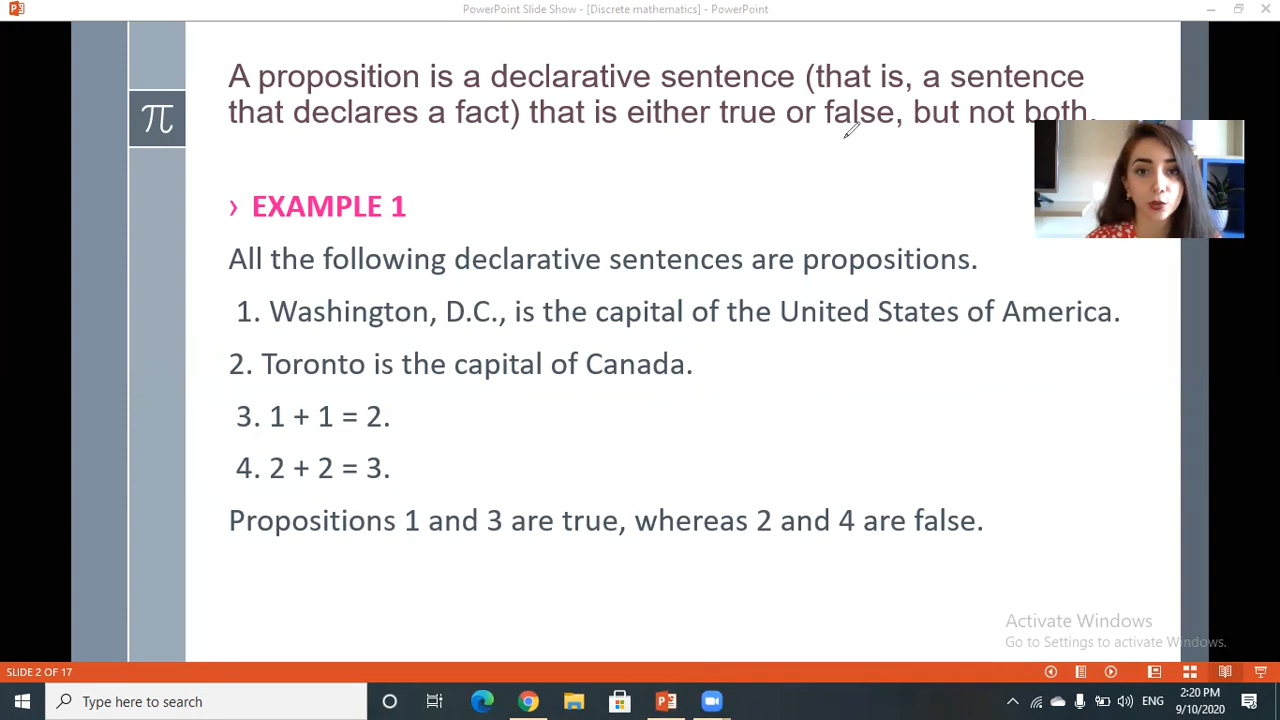 PowerPoint Slide Show - [Discrete mathematics] - PowerPoint
A proposition is a declarative sentence (that is, a sentence
that declares a fact) that is either true or false, but not both.
π
› EXAMPLE 1
All the following declarative sentences are propositions.
1. Washington, D.C., is the capital of the United States of America.
2. Toronto is the capital of Canada.
3. 1 + 1 = 2.
4. 2 + 2 = 3.
Propositions 1 and 3 are true, whereas 2 and 4 are false.
Activate Windows
Go to Settings to activate Windows.
SLIDE 2 OF 17
Type here to search
ENG
2:20 PM
9/10/2020